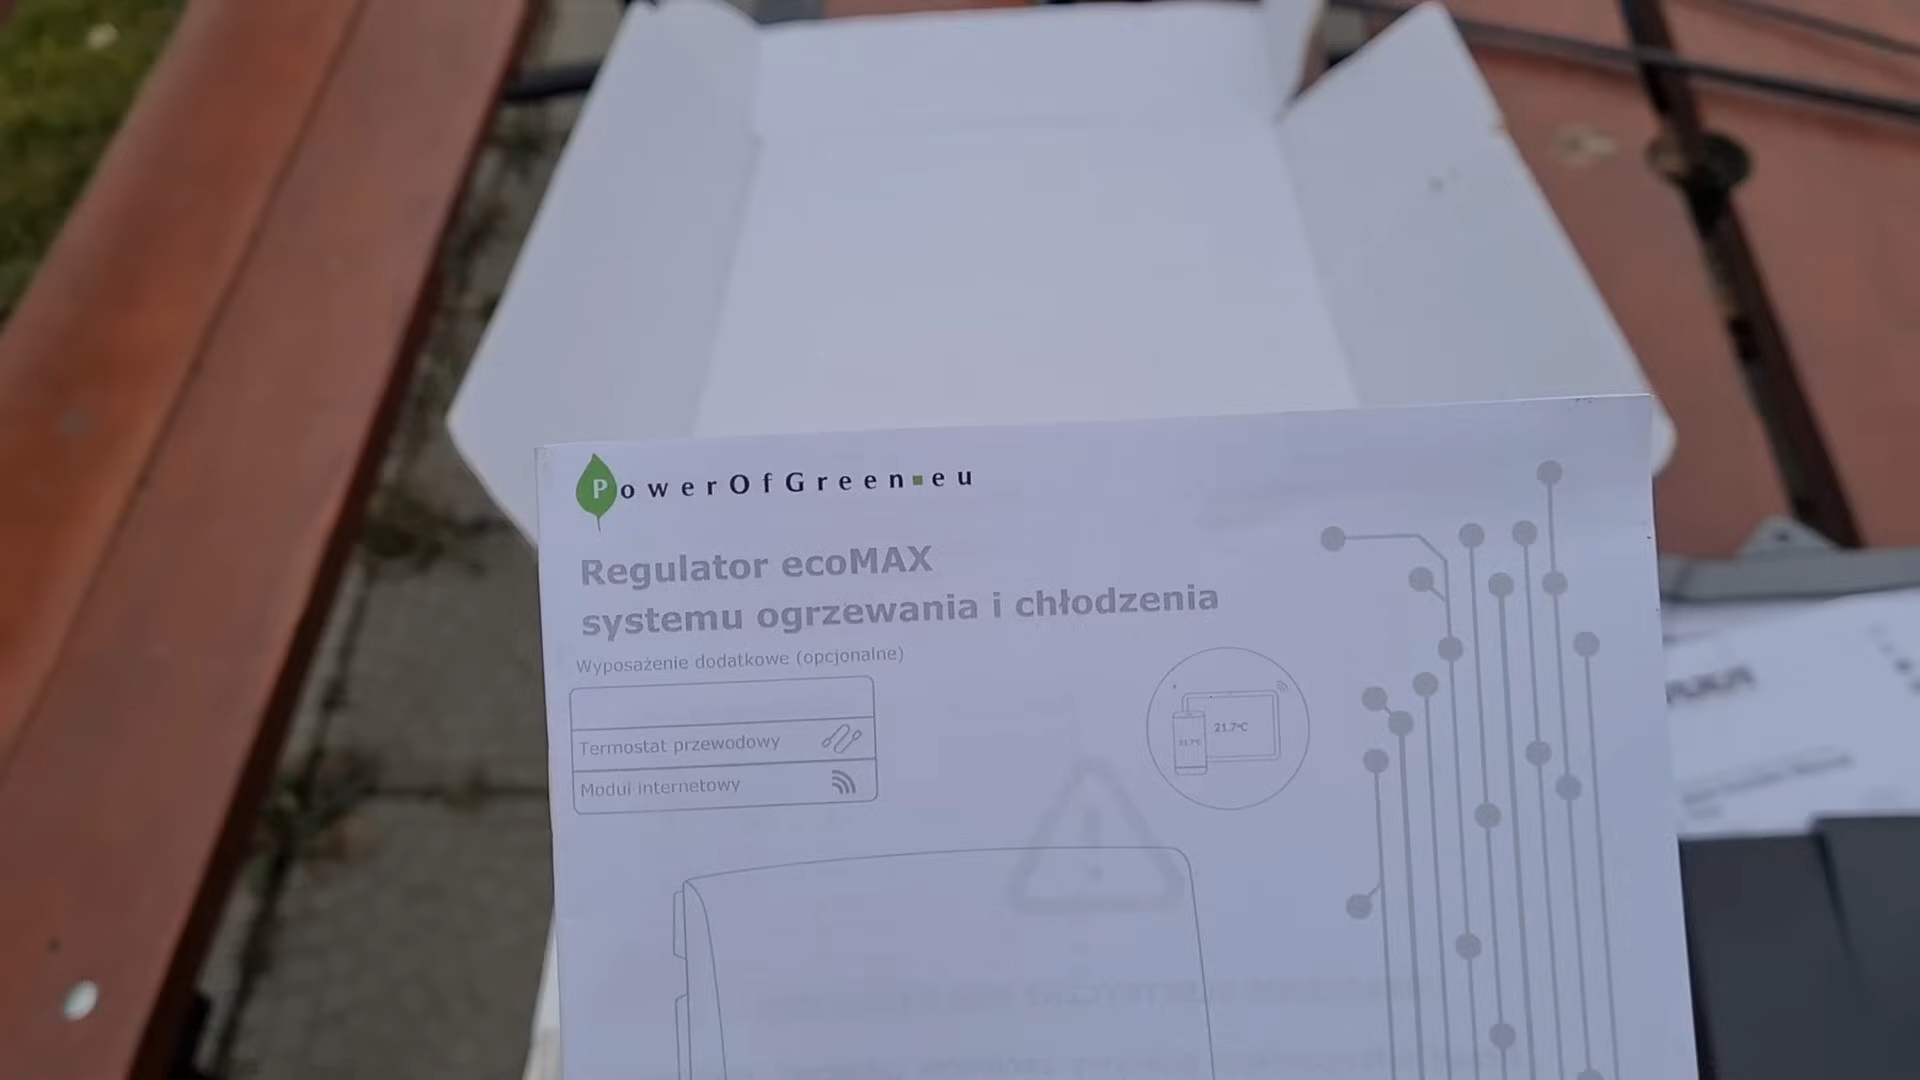 PowerOfGreen.eu
Regulator ecoMAX
systemu ogrzewania i chłodzenia
Wyposażenie dodatkowe (opcjonalne)
Termostat przewodowy
Moduł internetowy
21.7°C